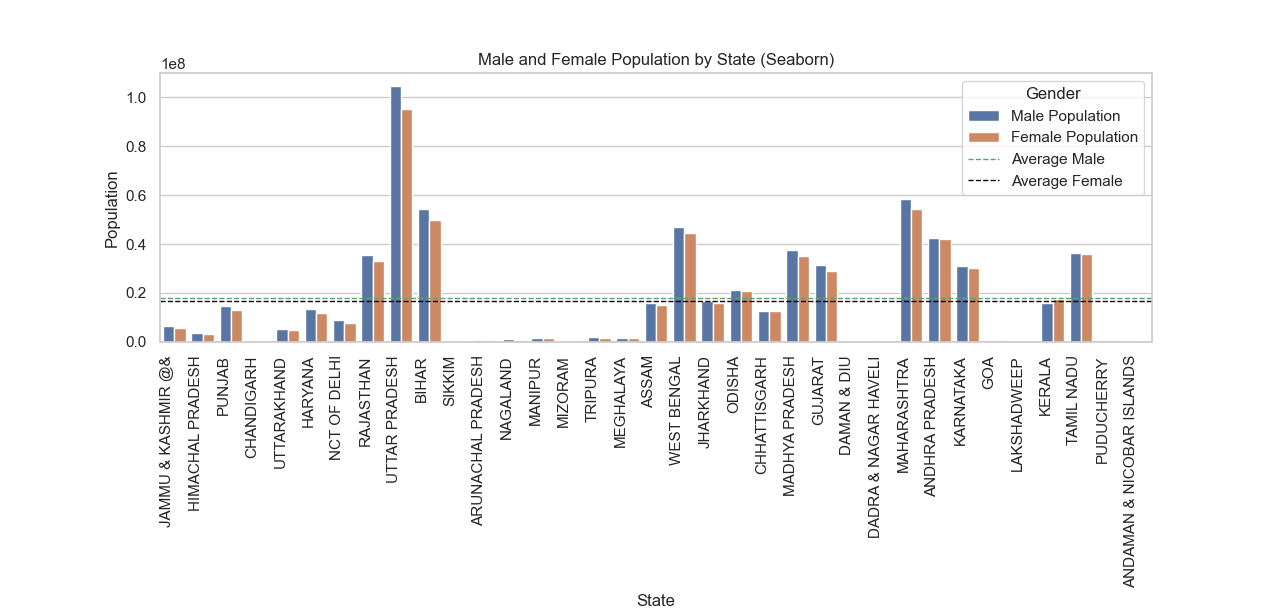 Male and Female Population by State (Seaborn)
1e8
Gender
Male Population
Female Population
Average Male
Average Female
Population
1.0
0.8
0.6
0.4
0.2
0.0
JAMMU & KASHMIR @&
HIMACHAL PRADESH
PUNJAB
CHANDIGARH
UTTARAKHAND
HARYANA
NCT OF DELHI
RAJASTHAN
UTTAR PRADESH
BIHAR
SIKKIM
ARUNACHAL PRADESH
NAGALAND
MANIPUR
MIZORAM
TRIPURA
MEGHALAYA
ASSAM
WEST BENGAL
JHARKHAND
ODISHA
CHHATTISGARH
MADHYA PRADESH
GUJARAT
DAMAN & DIU
DADRA & NAGAR HAVELI
MAHARASHTRA
ANDHRA PRADESH
KARNATAKA
GOA
LAKSHADWEEP
KERALA
TAMIL NADU
PUDUCHERRY
ANDAMAN & NICOBAR ISLANDS
State